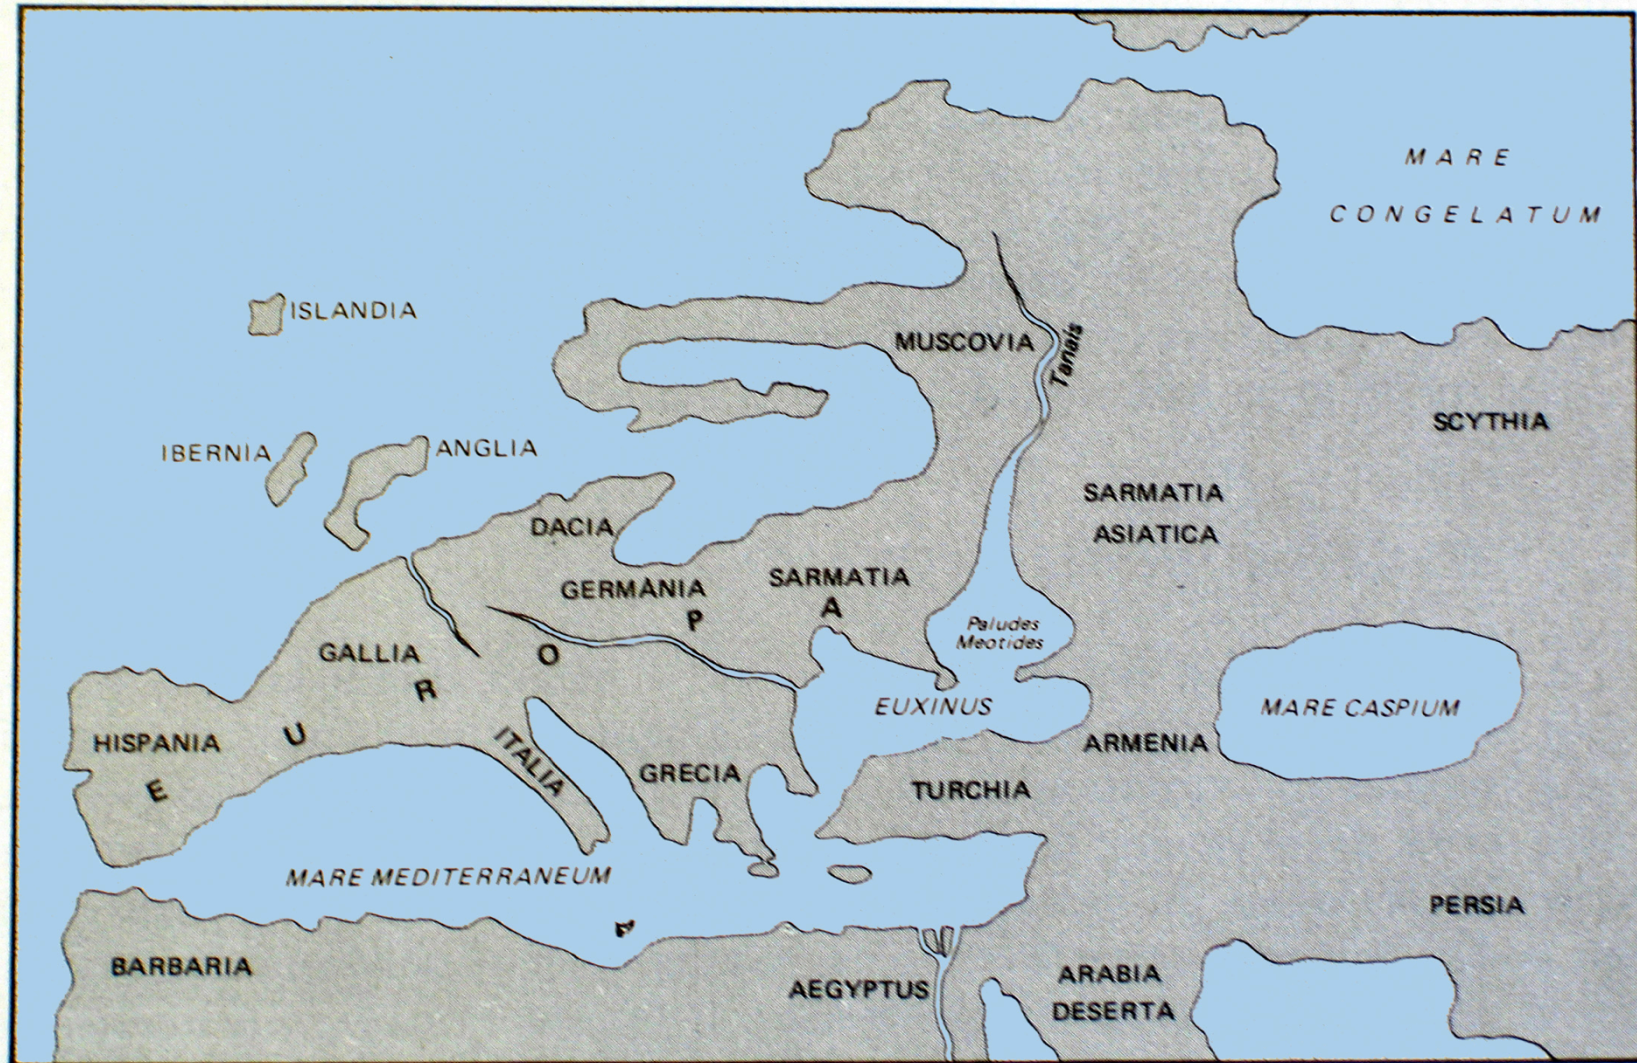 MARE
CONGELATUM
ISLANDIA
MUSCOVIA
Tanais
SCYTHIA
IBERNIA
ANGLIA
SARMATIA
ASIATICA
DACIA
GERMANIA
SARMATIA
Paludes
Meotides
GALLIA
EUROPA
EUXINUS
MARE CASPIUM
HISPANIA
ITALIA
GRECIA
ARMENIA
TURCHIA
MARE MEDITERRANEUM
PERSIA
BARBARIA
AEGYPTUS
ARABIA
DESERTA